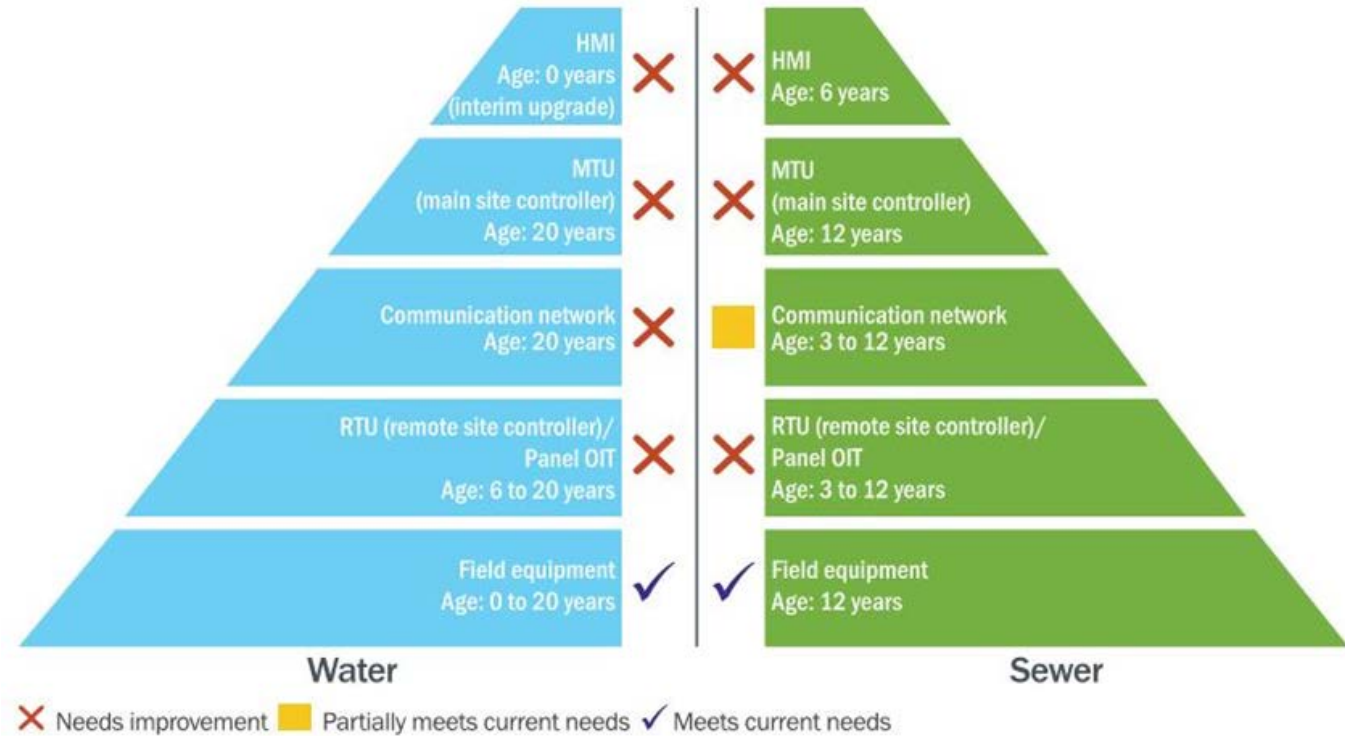 HMI
Age: 0 years
(interim upgrade)
MTU
(main site controller)
Age: 20 years
Communication network
Age: 20 years
RTU (remote site controller)/
Panel OIT
Age: 6 to 20 years
Field equipment
Age: 0 to 20 years
Water
HMI
Age: 6 years
MTU
(main site controller)
Age: 12 years
Communication network
Age: 3 to 12 years
RTU (remote site controller)/
Panel OIT
Age: 3 to 12 years
Field equipment
Age: 12 years
Sewer
Needs improvement Partially meets current needs Meets current needs